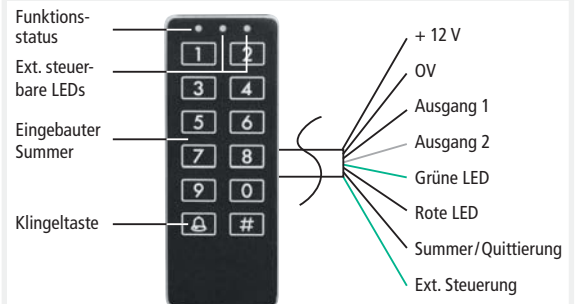 Funktions-
status
Ext. steuer-
bare LEDs
Eingebauter
Summer
Klingeltaste
1 2
3 4
5 6
7 8
9 0
#
+ 12 V
0V
Ausgang 1
Ausgang 2
Grüne LED
Rote LED
Summer/Quittierung
Ext. Steuerung